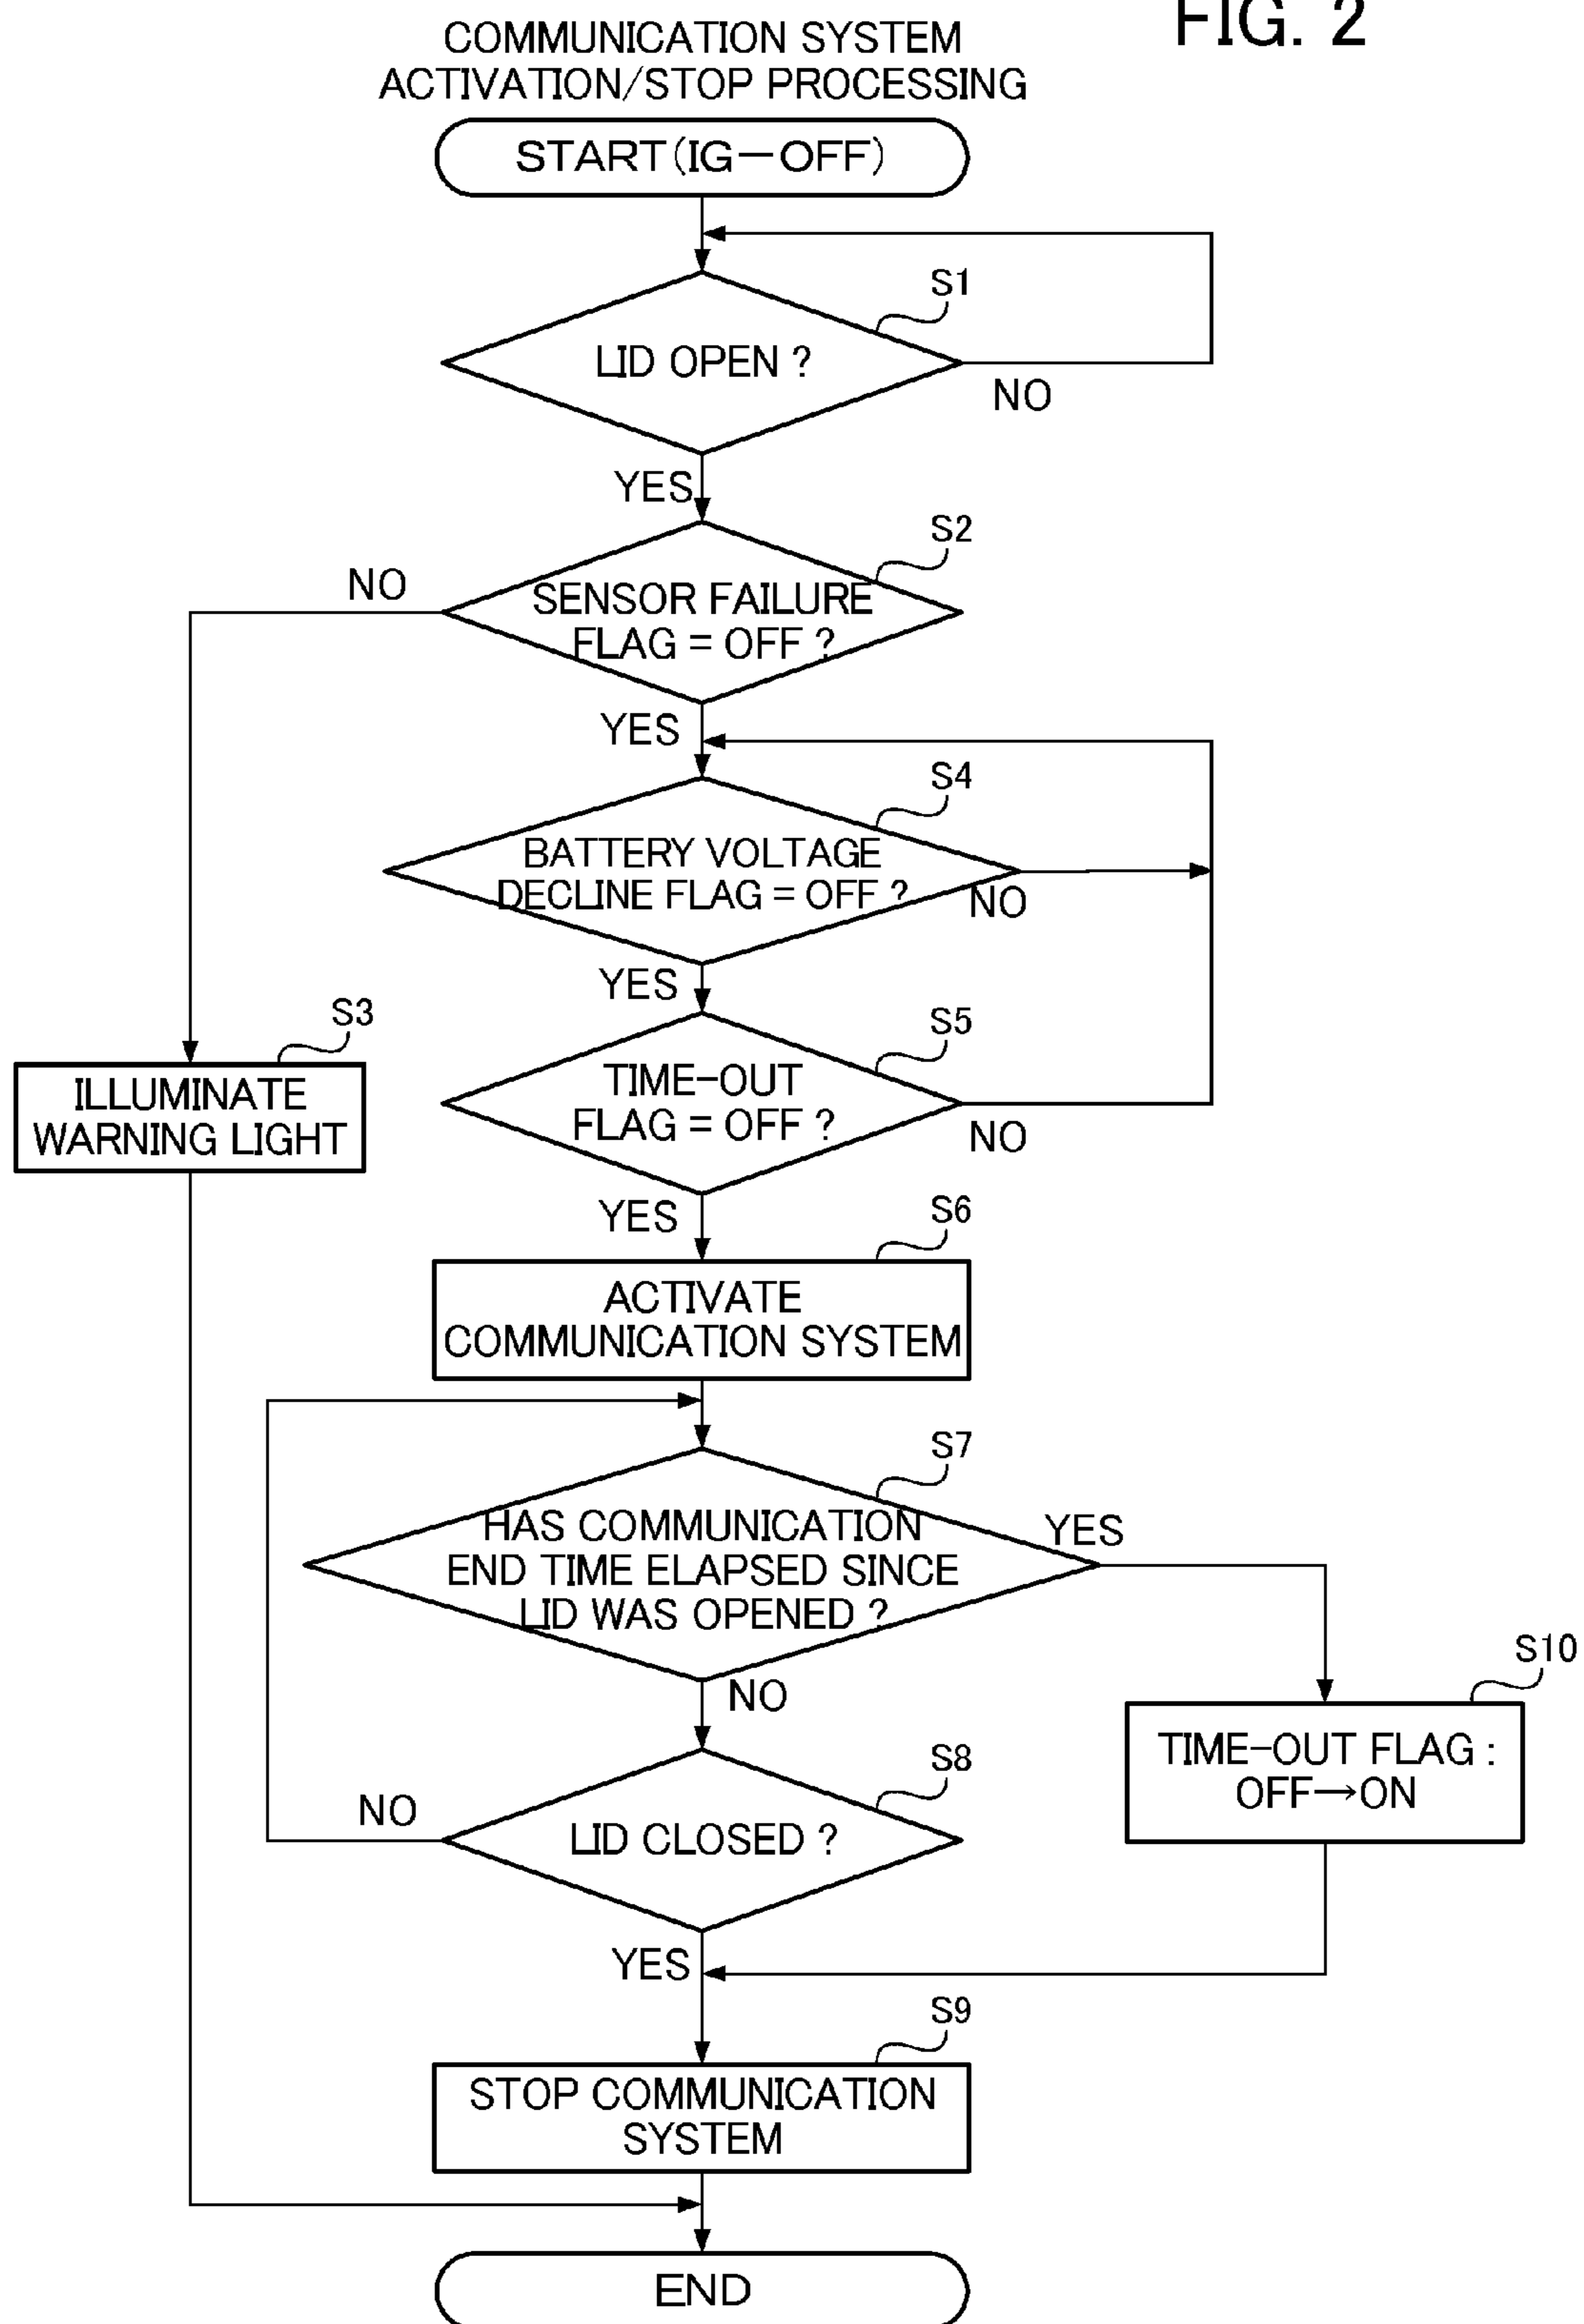 FIG. 2
COMMUNICATION SYSTEM
ACTIVATION/STOP PROCESSING
START(IG-OFF)
S1
LID OPEN ?
NO
YES
S2
NO
SENSOR FAILURE
FLAG = OFF ?
YES
S4
BATTERY VOLTAGE
DECLINE FLAG = OFF ?
NO
YES
S3
S5
ILLUMINATE
WARNING LIGHT
TIME-OUT
FLAG = OFF ?
NO
YES
S6
ACTIVATE
COMMUNICATION SYSTEM
S7
HAS COMMUNICATION
END TIME ELAPSED SINCE
LID WAS OPENED ?
YES
NO
S10
TIME-OUT FLAG :
OFF→ON
S8
NO
LID CLOSED ?
YES
S9
STOP COMMUNICATION
SYSTEM
END